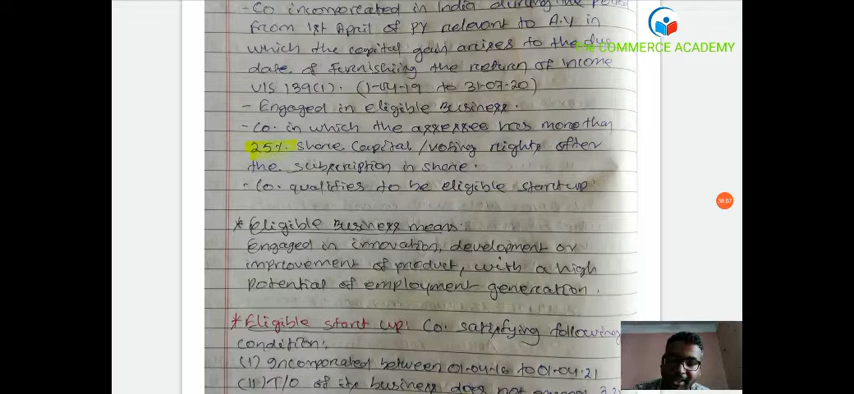 - Co incorporated in India during the period
from 1st April of PY relevant to A.Y in
which the capital gain arises to the due
date of furnishing the return of income
U/S 139(1). (1-04-19 to 31-07-20)
- Engaged in eligible business.
- Co. in which the assessee has more than
25% share capital/voting rights after
the subscription in share.
- Co. qualifies to be eligible startup
* Eligible Business means:
Engaged in innovation, development or
improvement of product, with a high
potential of employment generation.
* Eligible start up: Co. satisfying following
condition:
(1) Incorporated between 01-04-16 to 01-04-21
(11) T/O of the business does not
THE COMMERCE ACADEMY